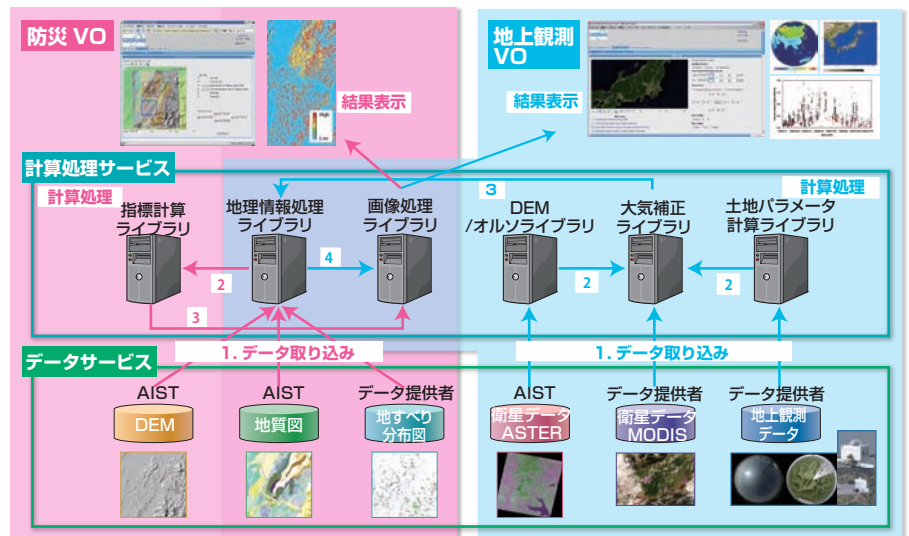 防災 VO
地上観測
VO
結果表示
High
Low
結果表示
計算処理サービス
計算処理
計算処理
指標計算
ライブラリ
地理情報処理
ライブラリ
画像処理
ライブラリ
DEM
/オルソライブラリ
大気補正
ライブラリ
土地パラメータ
計算ライブラリ
3
2
4
2
2
3
1. データ取り込み
1. データ取り込み
データサービス
AIST
AIST
データ提供者
AIST
データ提供者
データ提供者
DEM
地質図
地すべり
分布図
衛星データ
ASTER
衛星データ
MODIS
地上観測
データ